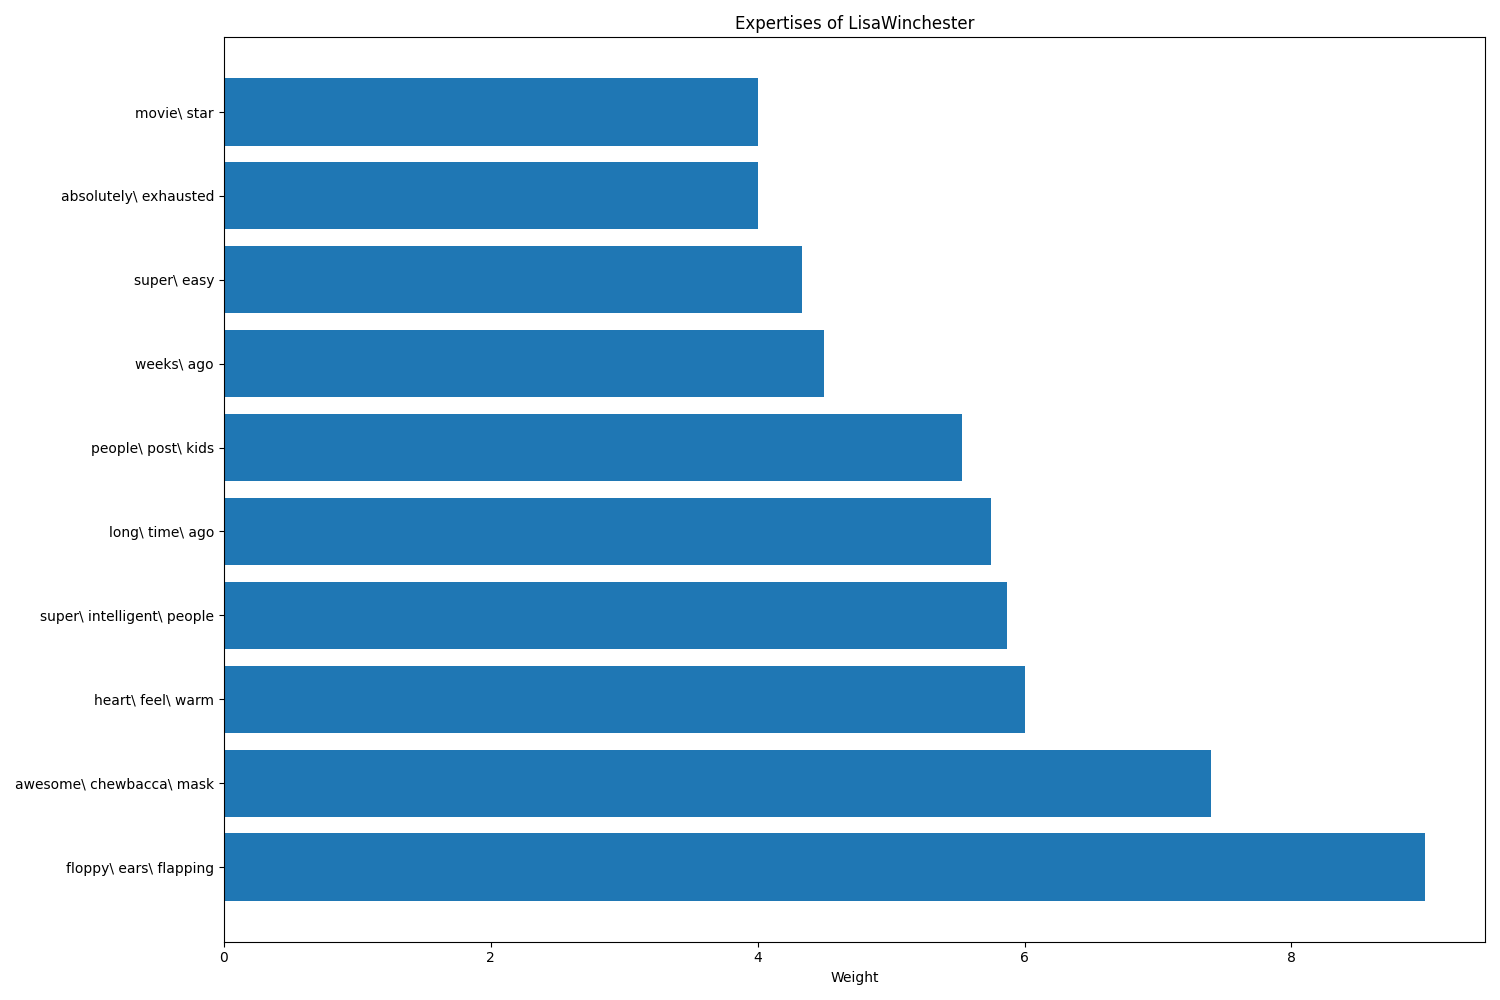 Expertises of LisaWinchester
movie\ star
absolutely\ exhausted
super\ easy
weeks\ ago
people\ post\ kids
long\ time\ ago
super\ intelligent\ people
heart\ feel\ warm
awesome\ chewbacca\ mask
floppy\ ears\ flapping
0 2 4 6 8
Weight